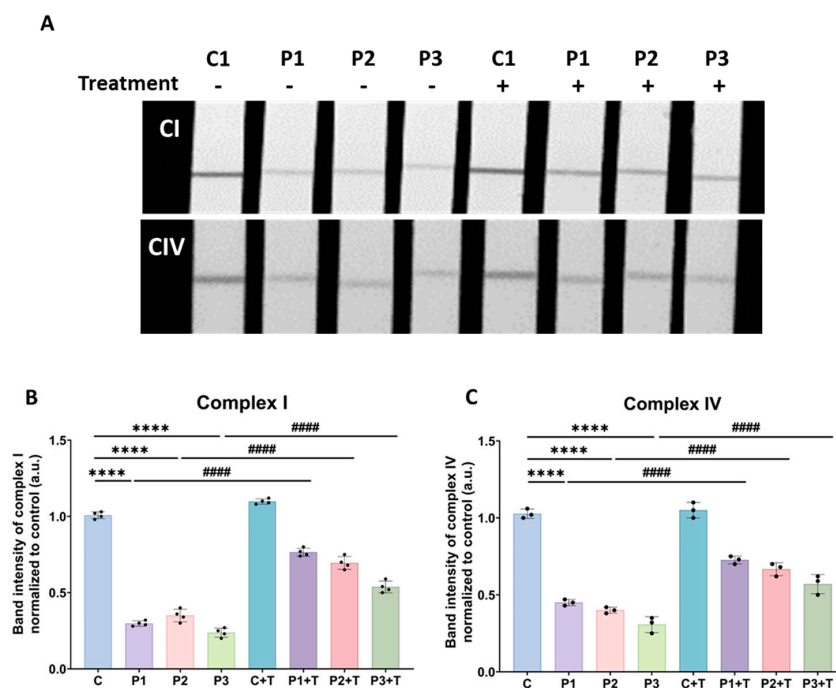 A
C1 P1 P2 P3 C1 P1 P2 P3
Treatment - - - - + + + +
CI
CIV
B
Complex I
Band intensity of complex I
normalized to control (a.u.)
1.5
1.0
0.5
0.0
**** ####
**** ####
**** ####
C P1 P2 P3 C+T P1+T P2+T P3+T
C
Complex IV
Band intensity of complex IV
normalized to control (a.u.)
1.5
1.0
0.5
0.0
**** ####
**** ####
**** ####
C P1 P2 P3 C+T P1+T P2+T P3+T